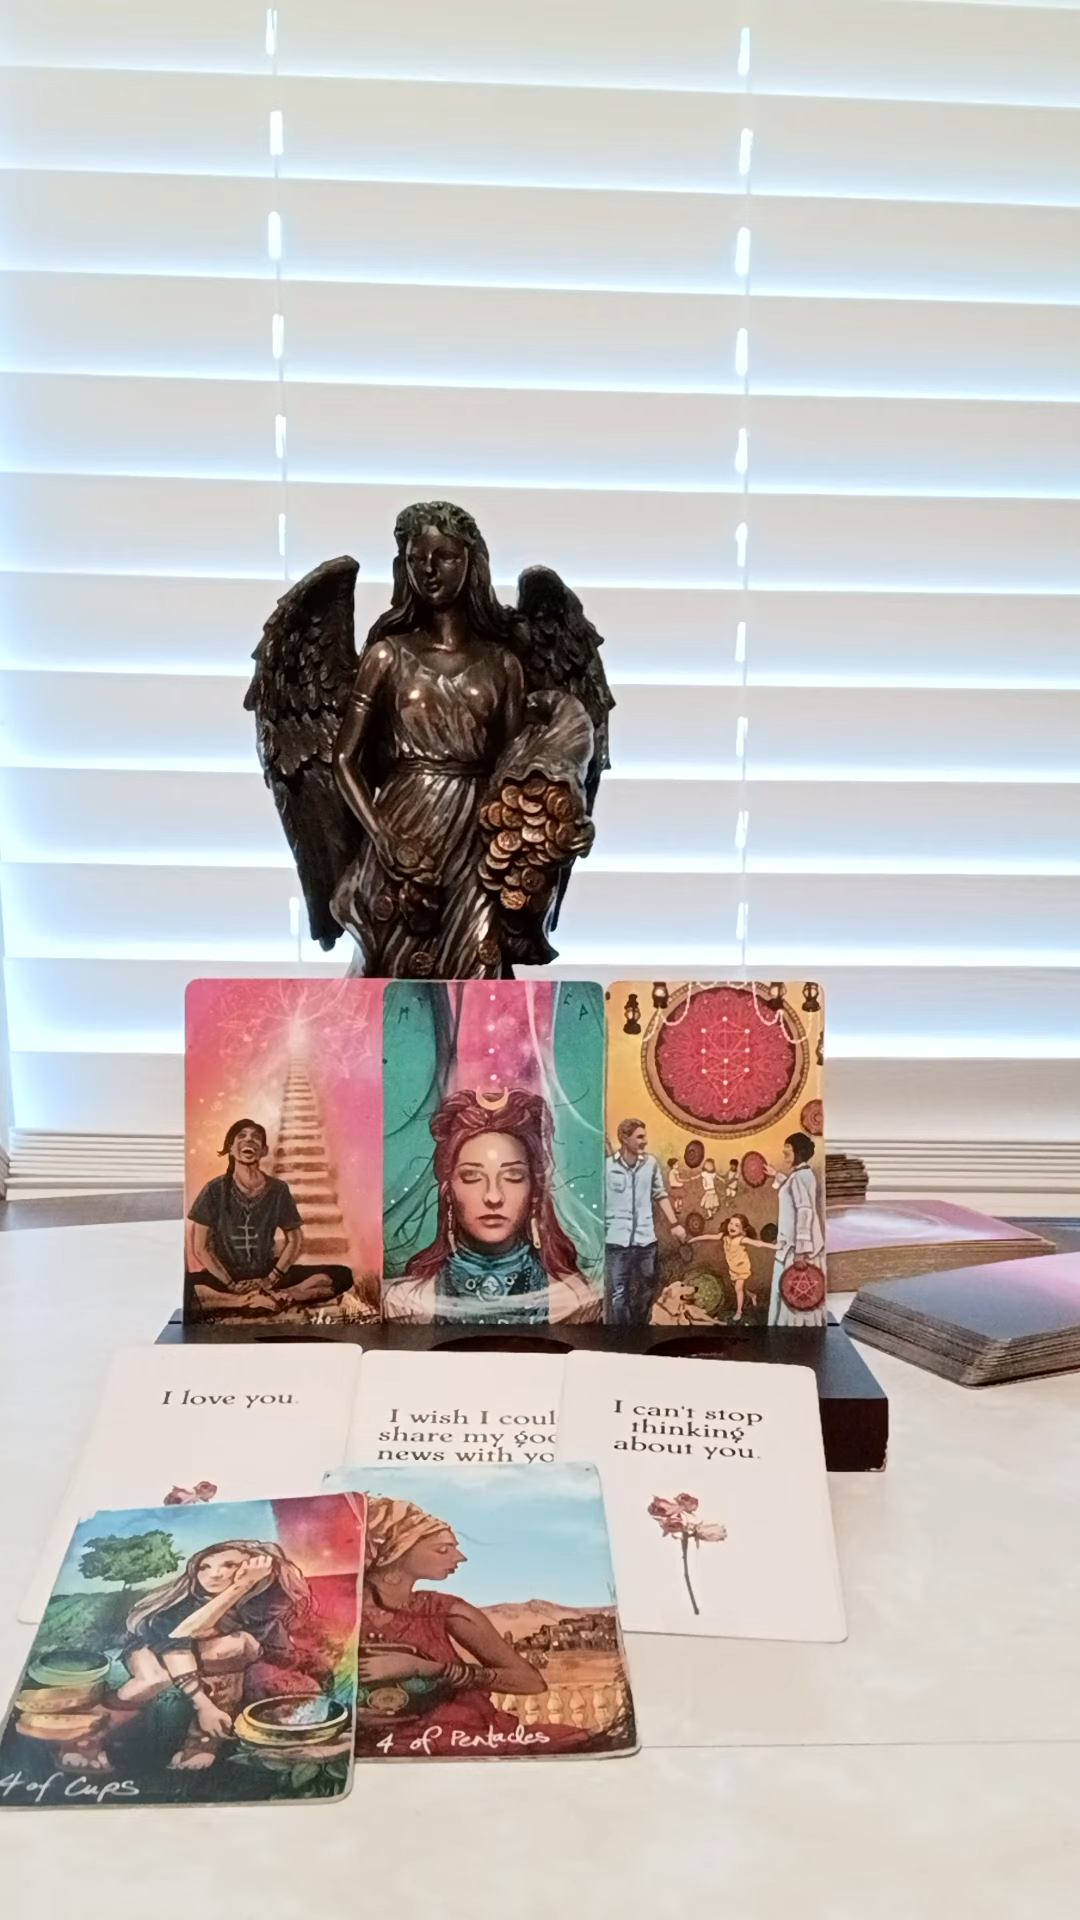 I love you.
I wish I coul
share my goo
news with yo
I can't stop
thinking
about you.
4 of Cups
4 of Pentacles